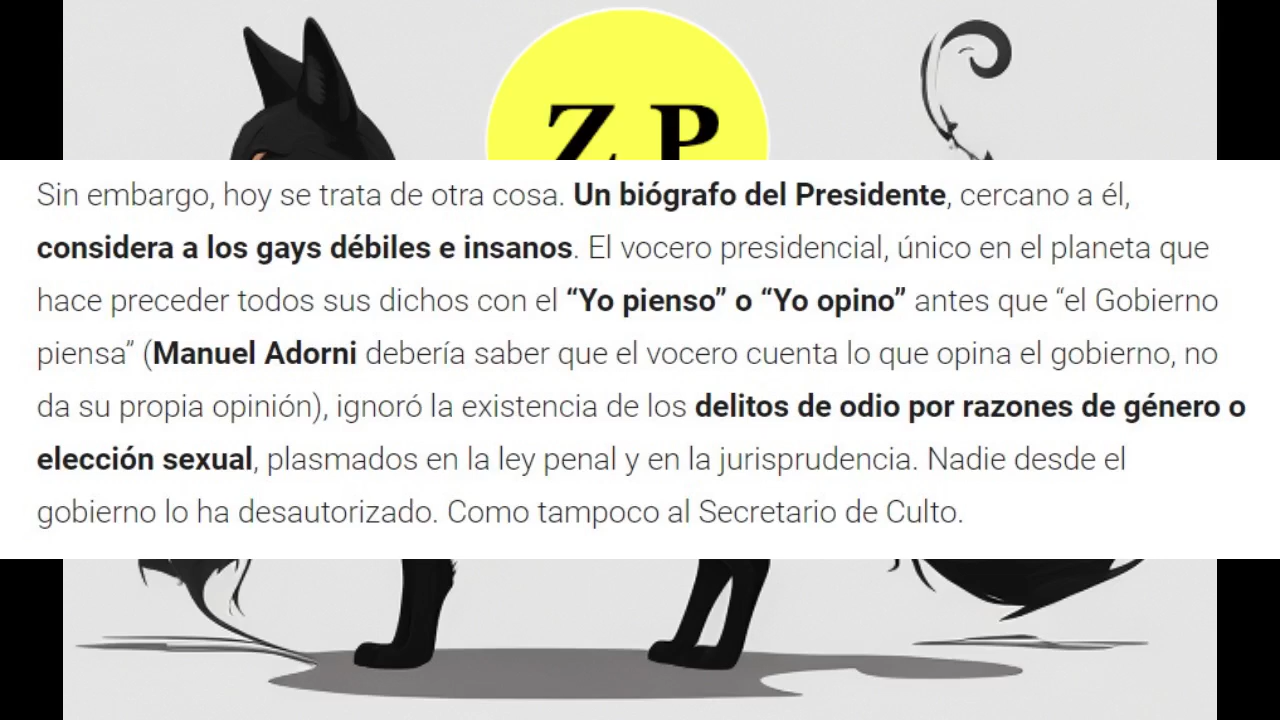 Z P
Sin embargo, hoy se trata de otra cosa. Un biógrafo del Presidente, cercano a él,
considera a los gays débiles e insanos. El vocero presidencial, único en el planeta que
hace preceder todos sus dichos con el “Yo pienso” o “Yo opino” antes que “el Gobierno
piensa” (Manuel Adorni debería saber que el vocero cuenta lo que opina el gobierno, no
da su propia opinión), ignoró la existencia de los delitos de odio por razones de género o
elección sexual, plasmados en la ley penal y en la jurisprudencia. Nadie desde el
gobierno lo ha desautorizado. Como tampoco al Secretario de Culto.